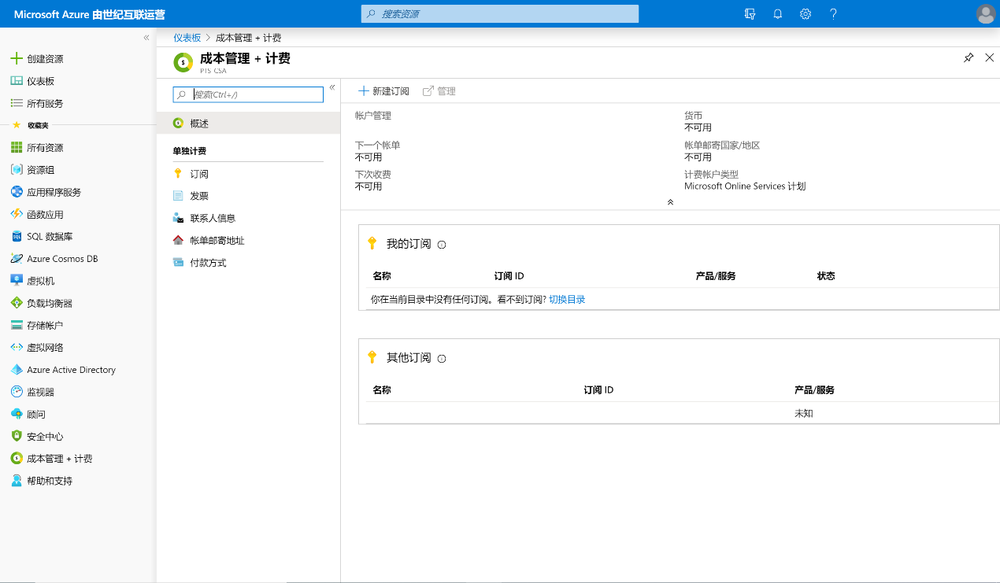 Microsoft Azure 由世纪互联运营
搜索资源
仪表板 > 成本管理 + 计费
成本管理 + 计费
PTS CSA
创建资源
仪表板
所有服务
收藏夹
所有资源
资源组
应用程序服务
函数应用
SQL 数据库
Azure Cosmos DB
虚拟机
负载均衡器
存储帐户
虚拟网络
Azure Active Directory
监视器
顾问
安全中心
成本管理 + 计费
帮助和支持
搜索(Ctrl+/)
概述
单独计费
订阅
发票
联系人信息
帐单邮寄地址
付款方式
新建订阅 管理
帐户管理
下一个帐单
不可用
下次收费
不可用
货币
不可用
帐单邮寄国家/地区
不可用
计费帐户类型
Microsoft Online Services 计划
我的订阅
名称 订阅 ID 产品/服务 状态
你在当前目录中没有任何订阅。看不到订阅? 切换目录
其他订阅
名称 订阅 ID 产品/服务
未知